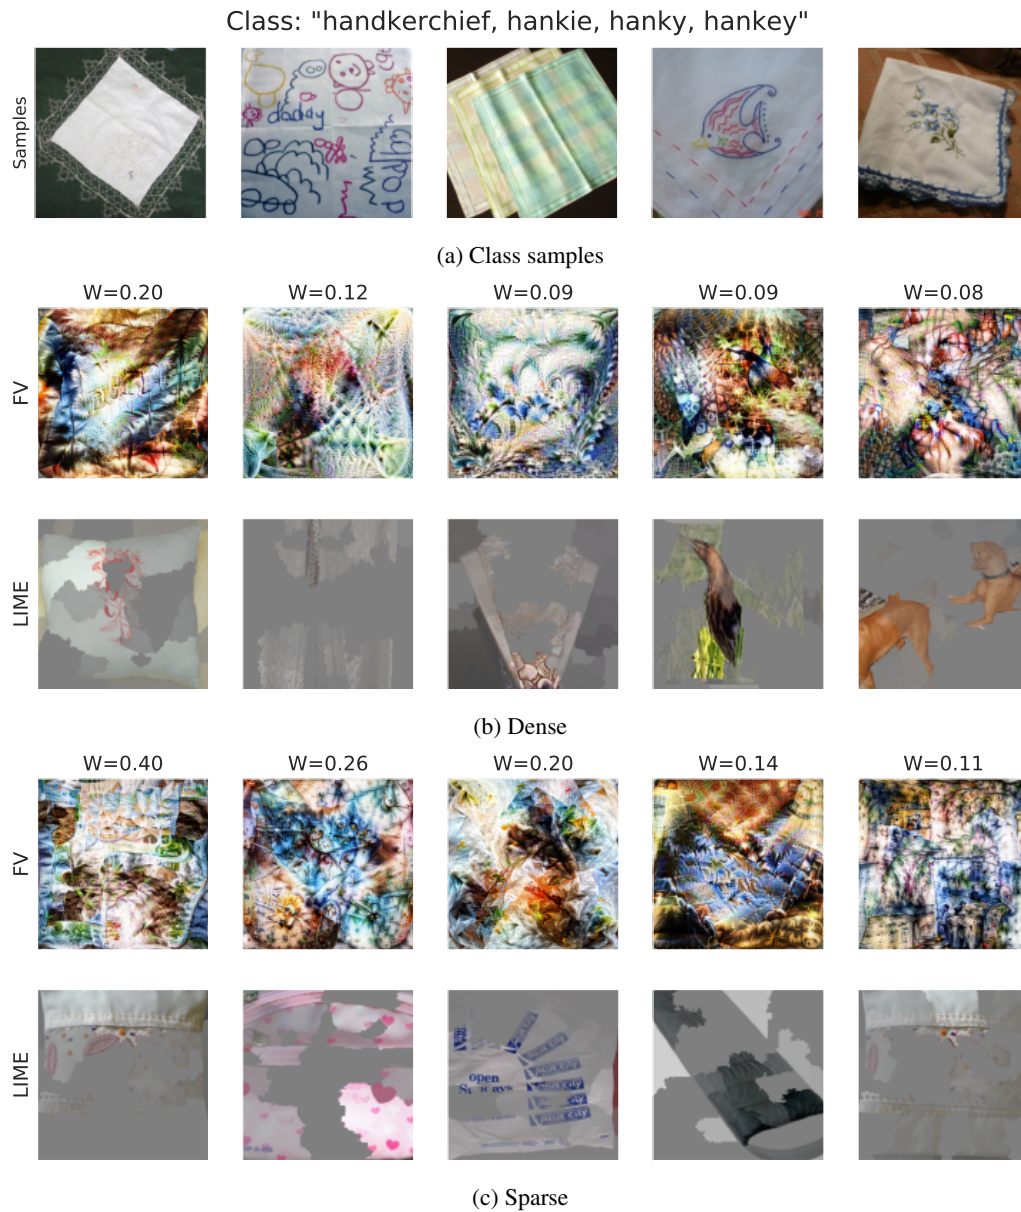 Class: "handkerchief, hankie, hanky, hankey"
Samples
daddy
(a) Class samples
W=0.20 W=0.12 W=0.09 W=0.09 W=0.08
FV
LIME
(b) Dense
W=0.40 W=0.26 W=0.20 W=0.14 W=0.11
FV
LIME
open
(c) Sparse